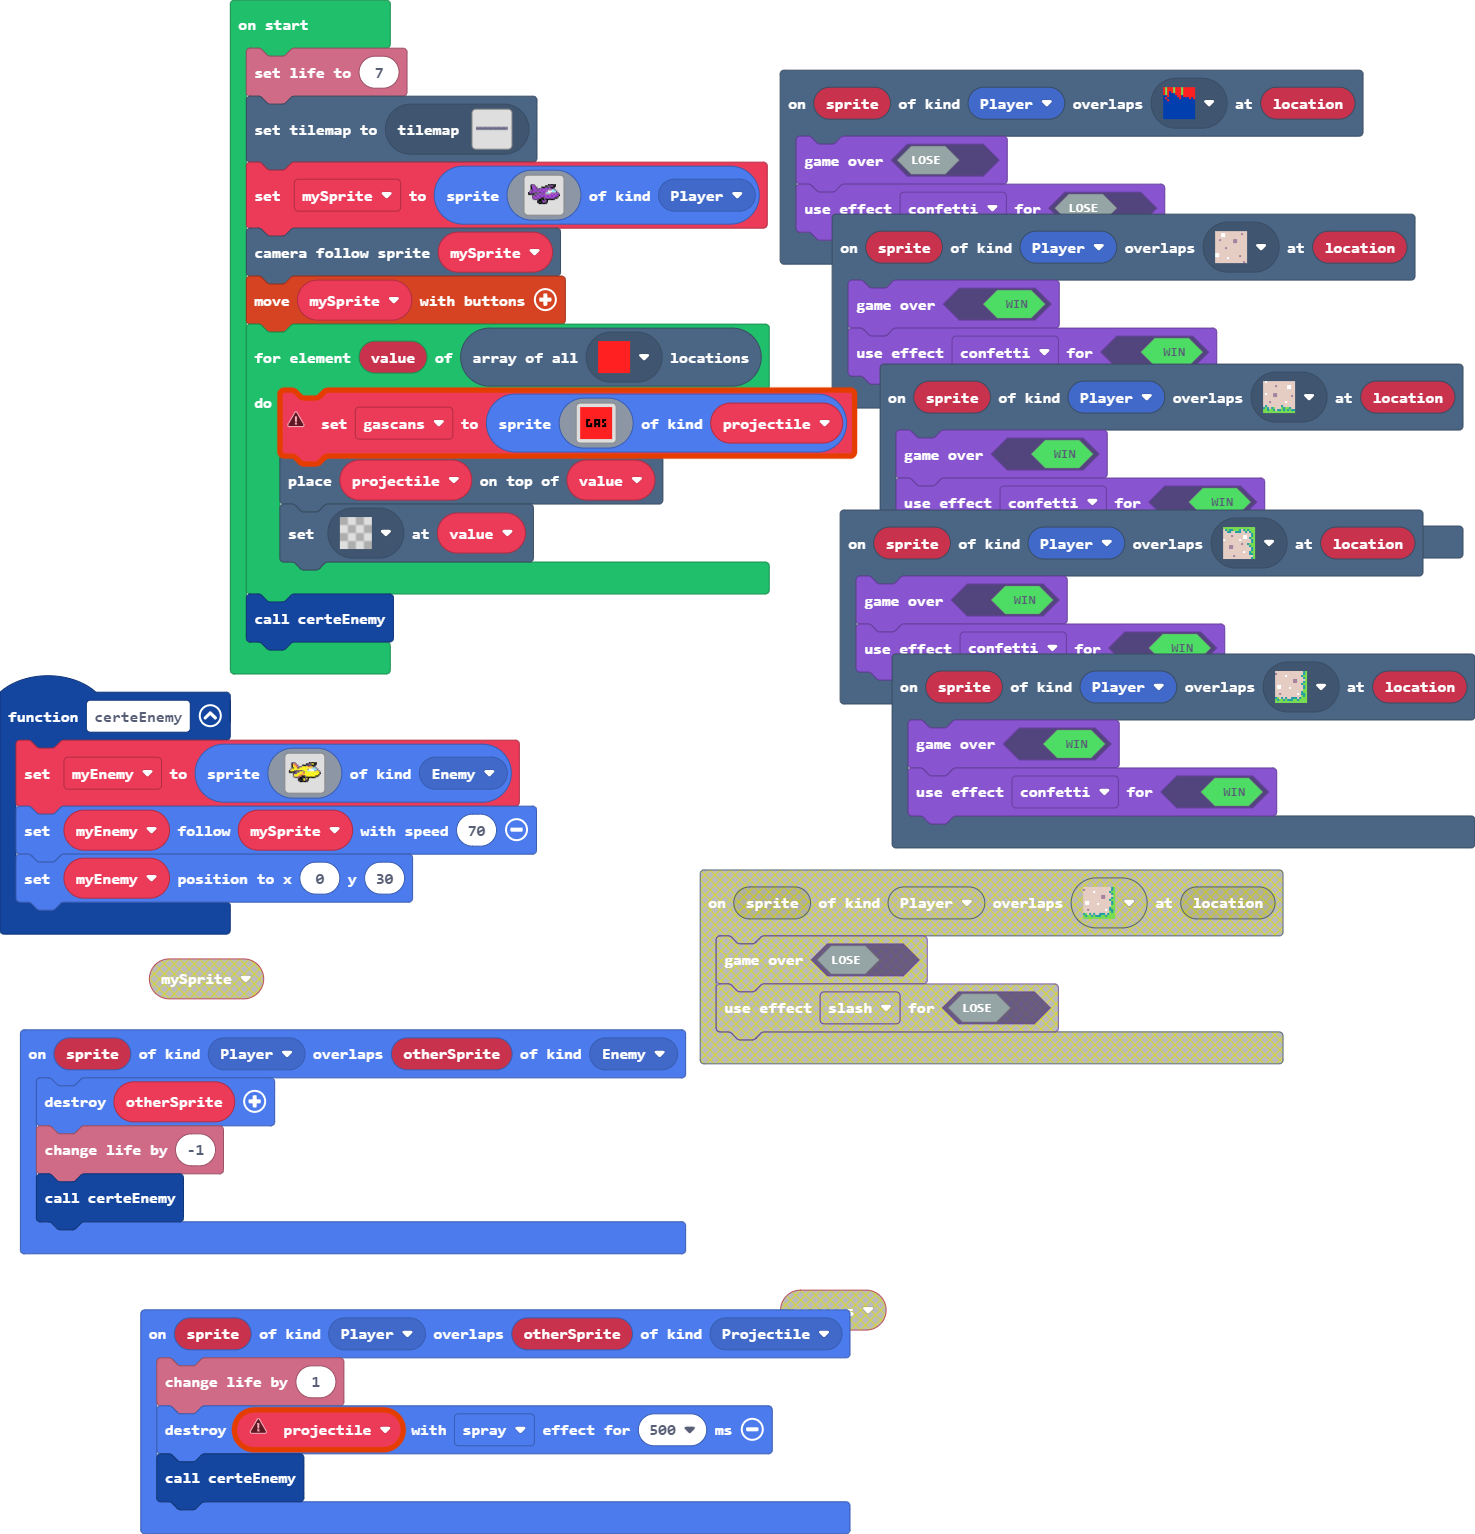 on start
set life to 7
set tilemap to tilemap
set mySprite to sprite of kind Player
camera follow sprite mySprite
move mySprite with buttons
for element value of array of all locations
do
set gascans to sprite GAS of kind projectile
place projectile on top of value
set at value
call certeEnemy
on sprite of kind Player overlaps at location
game over LOSE
use effect confetti for LOSE
on sprite of kind Player overlaps at location
game over WIN
use effect confetti for WIN
on sprite of kind Player overlaps at location
game over WIN
use effect confetti for WIN
on sprite of kind Player overlaps at location
game over WIN
use effect confetti for WIN
on sprite of kind Player overlaps at location
game over WIN
use effect confetti for WIN
function certeEnemy
set myEnemy to sprite of kind Enemy
set myEnemy follow mySprite with speed 70
set myEnemy position to x 0 y 30
on sprite of kind Player overlaps at location
game over LOSE
use effect slash for LOSE
mySprite
on sprite of kind Player overlaps otherSprite of kind Enemy
destroy otherSprite
change life by -1
call certeEnemy
on sprite of kind Player overlaps otherSprite of kind Projectile
change life by 1
destroy projectile with spray effect for 500 ms
call certeEnemy